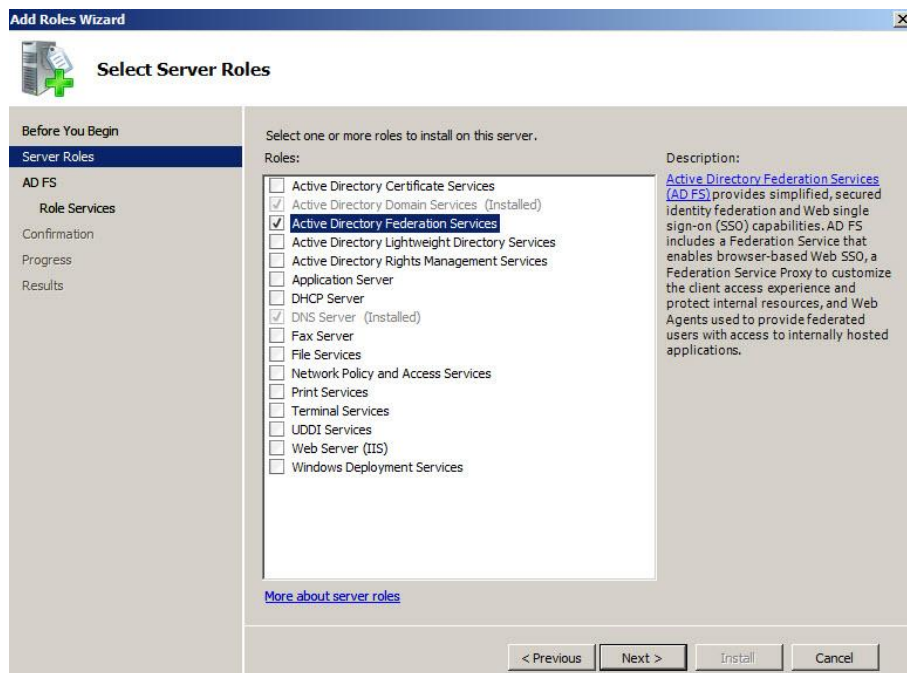 Add Roles Wizard
Select Server Roles
Before You Begin
Server Roles
AD FS
Role Services
Confirmation
Progress
Results
Select one or more roles to install on this server.
Roles:
Active Directory Certificate Services
Active Directory Domain Services (Installed)
Active Directory Federation Services
Active Directory Lightweight Directory Services
Active Directory Rights Management Services
Application Server
DHCP Server
DNS Server (Installed)
Fax Server
File Services
Network Policy and Access Services
Print Services
Terminal Services
UDDI Services
Web Server (IIS)
Windows Deployment Services
More about server roles
Description:
Active Directory Federation Services
(AD FS) provides simplified, secured
identity federation and Web single
sign-on (SSO) capabilities. AD FS
includes a Federation Service that
enables browser-based Web SSO, a
Federation Service Proxy to customize
the client access experience and
protect internal resources, and Web
Agents used to provide federated
users with access to internally hosted
applications.
< Previous
Next >
Install
Cancel